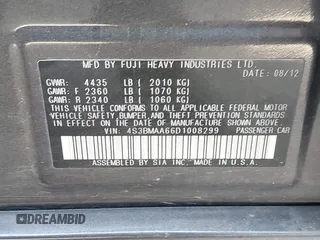 MFD BY FUJI HEAVY INDUSTRIES LTD.
DATE: 08/12
GVWR: 4435 LB ( 2010 KG)
GAWR: F 2360 LB ( 1070 KG)
GAWR: R 2340 LB ( 1060 KG)
THIS VEHICLE CONFORMS TO ALL APPLICABLE FEDERAL MOTOR
VEHICLE SAFETY,BUMPER,AND THEFT PREVENTION STANDARDS
IN EFFECT ON THE DATE OF MANUFACTURE SHOWN ABOVE.
VIN: 4S3BMAA66D1008299 PASSENGER CAR
ASSEMBLED BY SIA INC., MADE IN U.S.A.
DREAMBID